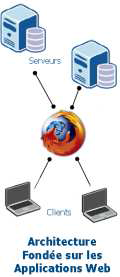 Serveurs
Clients
Architecture
Fondée sur les
Applications Web